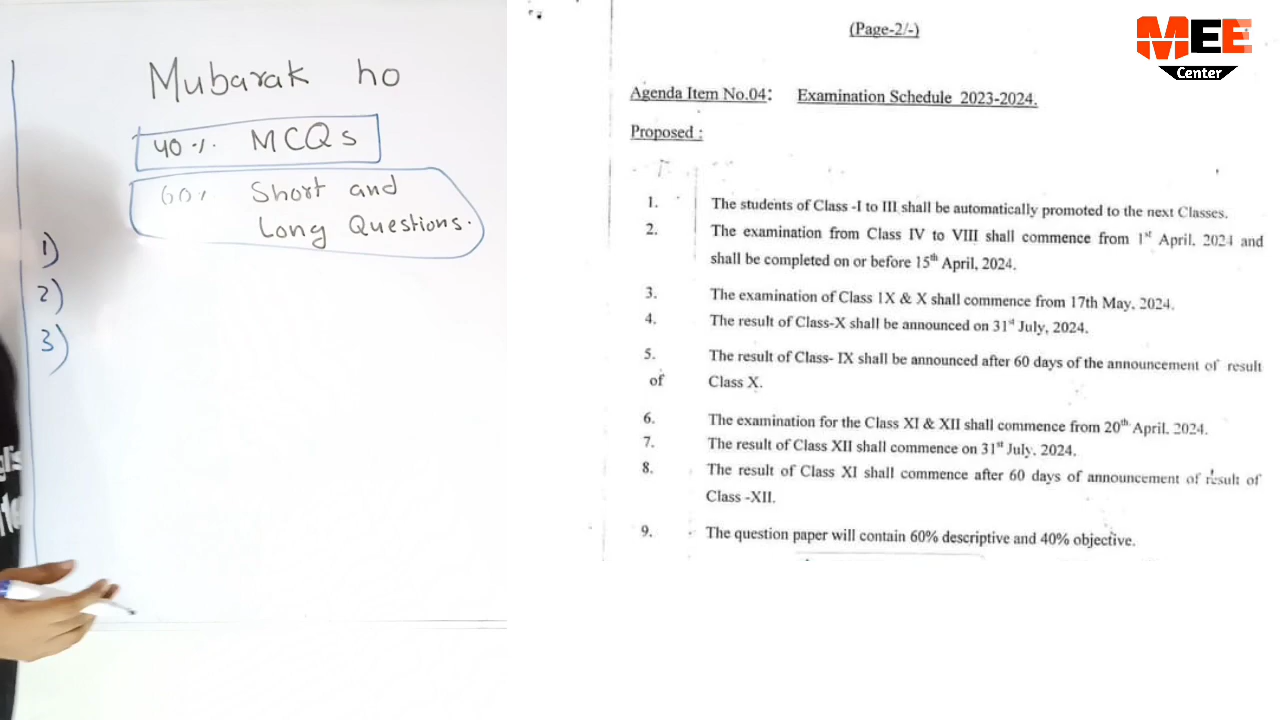 Mubarak ho
40% MCQs
60% Short and
Long Questions.
1)
2)
3)
(Page-2/-)
MEE
Center
Agenda Item No.04: Examination Schedule 2023-2024.
Proposed :
1. The students of Class -I to III shall be automatically promoted to the next Classes.
2. The examination from Class IV to VIII shall commence from 1st April, 2024 and
shall be completed on or before 15th April, 2024.
3. The examination of Class 1X & X shall commence from 17th May, 2024.
4. The result of Class-X shall be announced on 31st July, 2024.
5. The result of Class- IX shall be announced after 60 days of the announcement of result
of Class X.
6. The examination for the Class XI & XII shall commence from 20th April, 2024.
7. The result of Class XII shall commence on 31st July, 2024.
8. The result of Class XI shall commence after 60 days of announcement of result of
Class -XII.
9. The question paper will contain 60% descriptive and 40% objective.